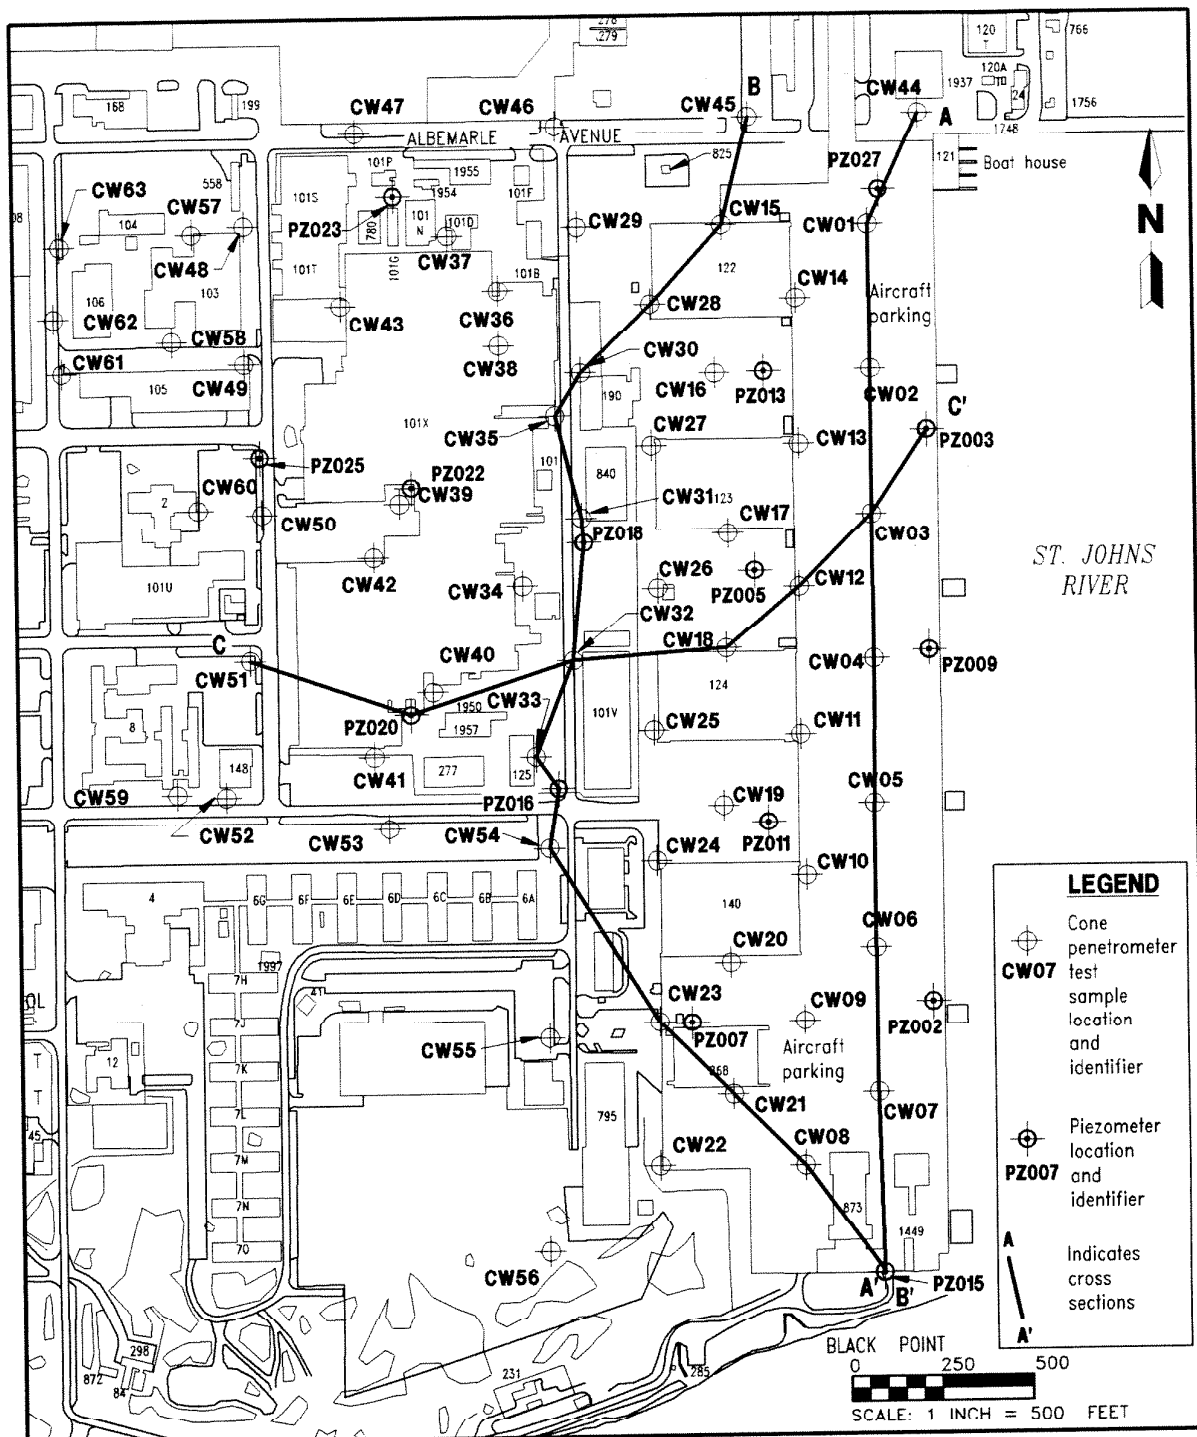 278
279
120
T
766
120A
1937
24
1756
1748
168
199
CW47
CW46
CW45
B
CW44
A
ALBEMARLE AVENUE
825
PZ027
121
Boat house
N
CW63
558
CW57
104
CW48
103
106
CW62
CW58
CW61
CW49
105
101P
1955
1954
101F
101S
PZ023
780
101
N
101D
CW37
101T
101G
101B
CW43
CW36
CW38
101X
CW29
CW15
CW01
122
CW14
CW28
Aircraft
parking
CW30
190
CW16
PZ013
CW02
C'
CW35
CW27
CW13
PZ003
101
840
PZ025
PZ022
CW60
CW39
2
CW50
CW31
123
CW17
CW03
PZ018
CW42
CW34
CW26
PZ005
CW12
ST. JOHNS
RIVER
101U
CW32
CW18
CW04
PZ009
C
CW51
CW40
CW33
124
PZ020
1950
1957
101V
CW25
CW11
8
148
CW41
277
125
CW59
CW52
PZ016
CW19
CW05
CW53
CW54
PZ011
CW24
CW10
4
6G
6F
6E
6D
6C
6B
6A
140
CW06
1997
7H
41
CW20
7J
CW23
CW09
PZ002
PZ007
CW55
12
7K
Aircraft
parking
868
7L
795
CW21
CW07
45
7M
CW22
CW08
7N
873
1449
7O
CW56
A'
B'
PZ015
298
872
84
231
285
BLACK POINT
0 250 500
SCALE: 1 INCH = 500 FEET
LEGEND
CW07
Cone
penetrometer
test
sample
location
and
identifier
PZ007
Piezometer
location
and
identifier
A
A'
Indicates
cross
sections